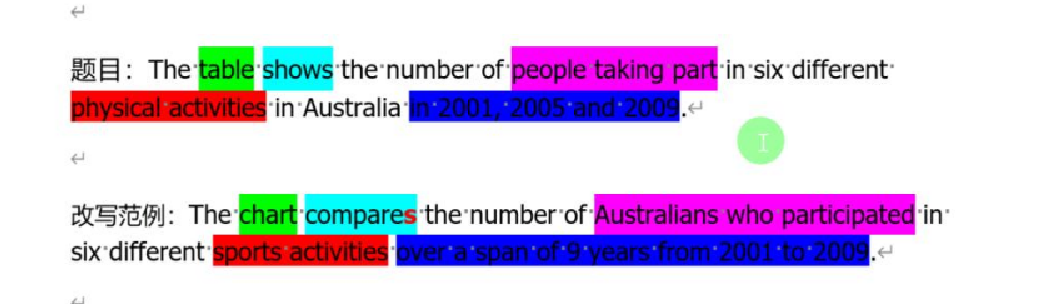 题目：The table shows the number of people taking part in six different
physical activities in Australia in 2001, 2005 and 2009.
改写范例：The chart compares the number of Australians who participated in
six different sports activities over a span of 9 years from 2001 to 2009.